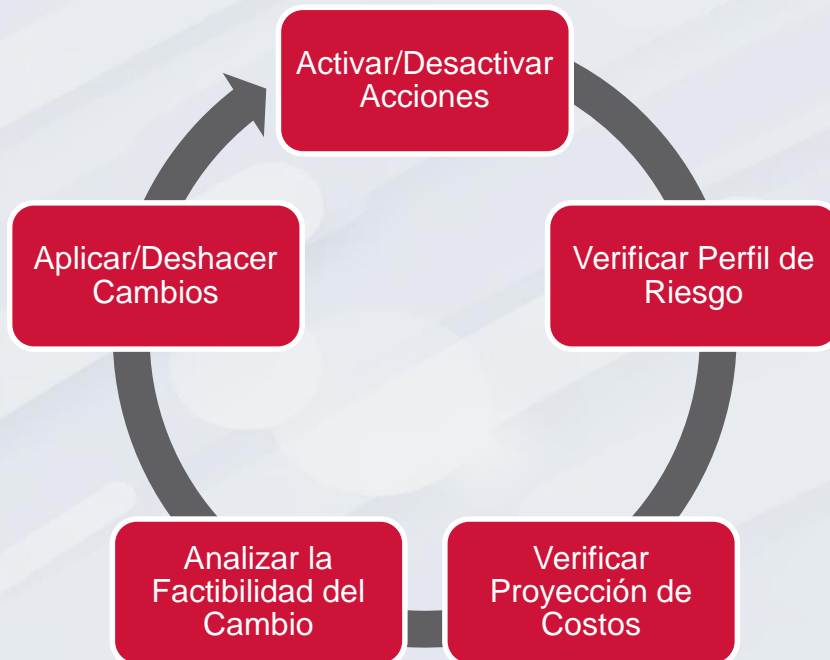 Activar/Desactivar
Acciones
Verificar Perfil de
Riesgo
Verificar
Proyección de
Costos
Analizar la
Factibilidad del
Cambio
Aplicar/Deshacer
Cambios